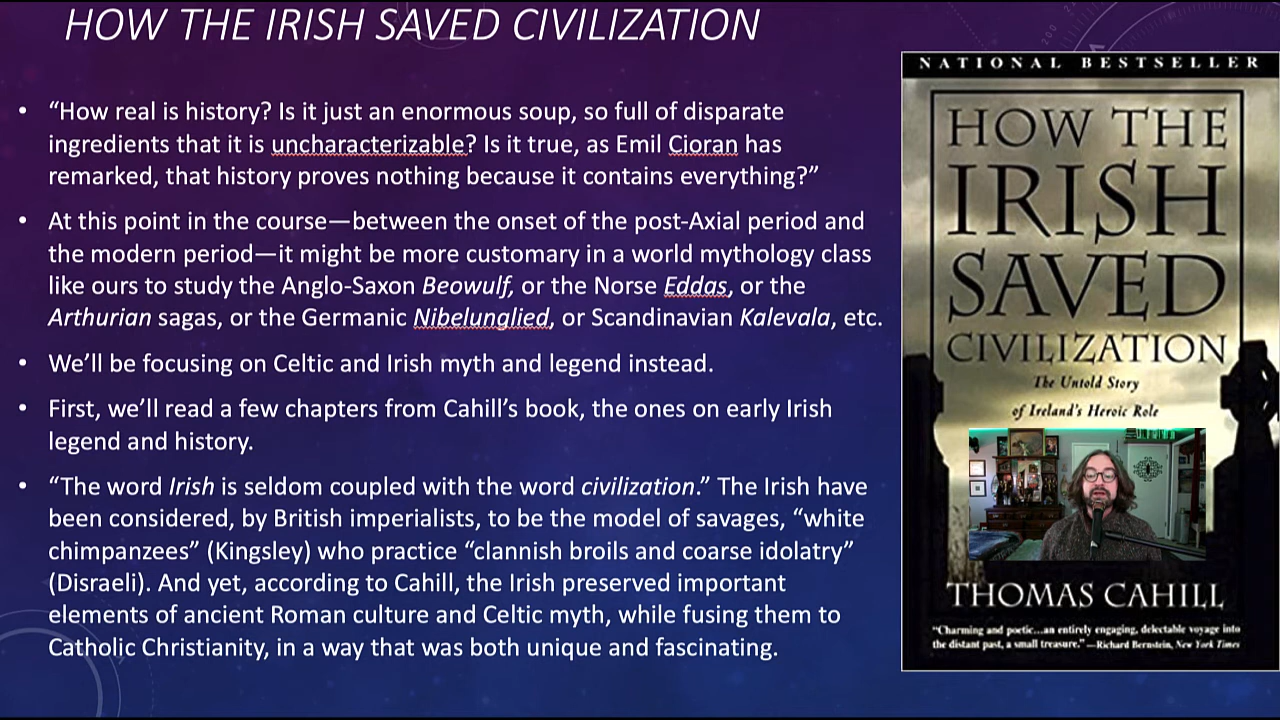 HOW THE IRISH SAVED CIVILIZATION
• “How real is history? Is it just an enormous soup, so full of disparate
ingredients that it is uncharacterizable? Is it true, as Emil Cioran has
remarked, that history proves nothing because it contains everything?”
• At this point in the course—between the onset of the post-Axial period and
the modern period—it might be more customary in a world mythology class
like ours to study the Anglo-Saxon Beowulf, or the Norse Eddas, or the
Arthurian sagas, or the Germanic Nibelunglied, or Scandinavian Kalevala, etc.
• We’ll be focusing on Celtic and Irish myth and legend instead.
• First, we’ll read a few chapters from Cahill’s book, the ones on early Irish
legend and history.
• “The word Irish is seldom coupled with the word civilization.” The Irish have
been considered, by British imperialists, to be the model of savages, “white
chimpanzees” (Kingsley) who practice “clannish broils and coarse idolatry”
(Disraeli). And yet, according to Cahill, the Irish preserved important
elements of ancient Roman culture and Celtic myth, while fusing them to
Catholic Christianity, in a way that was both unique and fascinating.
NATIONAL BESTSELLER
HOW THE
IRISH
SAVED
CIVILIZATION
The Untold Story
of Ireland's Heroic Role
THOMAS CAHILL
"Charming and poetic...an entirely engaging, delectable voyage into
the distant past, a small treasure."—Richard Bernstein, New York Times
200